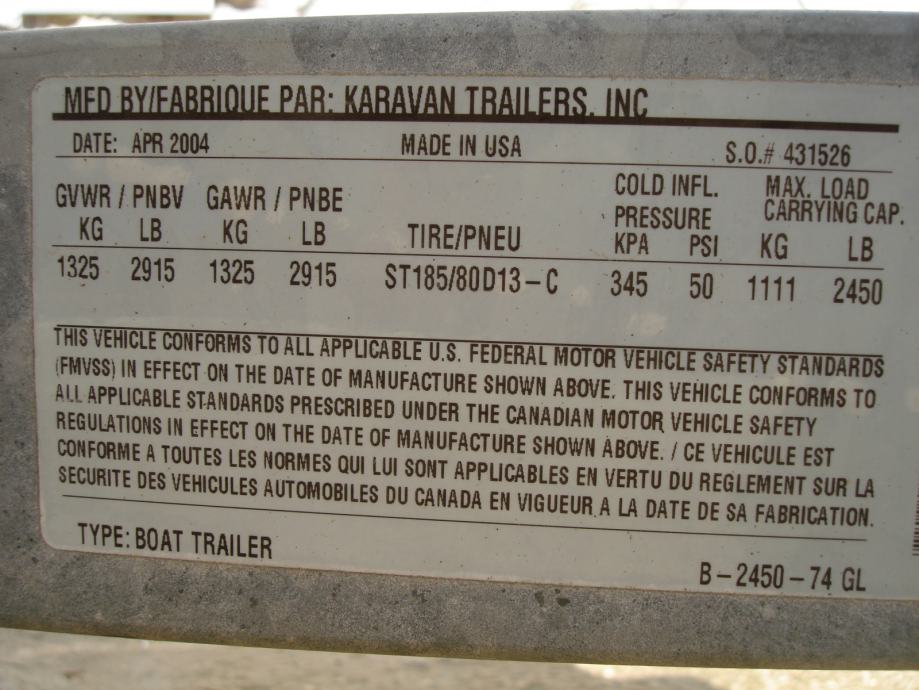 MFD BY/FABRIQUE PAR: KARAVAN TRAILERS, INC
DATE: APR 2004 MADE IN USA S.O.# 431526
GVWR / PNBV GAWR / PNBE COLD INFL. MAX. LOAD
PRESSURE CARRYING CAP.
KG LB KG LB TIRE/PNEU KPA PSI KG LB
1325 2915 1325 2915 ST185/80D13-C 345 50 1111 2450
THIS VEHICLE CONFORMS TO ALL APPLICABLE U.S. FEDERAL MOTOR VEHICLE SAFETY STANDARDS
(FMVSS) IN EFFECT ON THE DATE OF MANUFACTURE SHOWN ABOVE. THIS VEHICLE CONFORMS TO
ALL APPLICABLE STANDARDS PRESCRIBED UNDER THE CANADIAN MOTOR VEHICLE SAFETY
REGULATIONS IN EFFECT ON THE DATE OF MANUFACTURE SHOWN ABOVE. / CE VEHICULE EST
CONFORME A TOUTES LES NORMES QUI LUI SONT APPLICABLES EN VERTU DU REGLEMENT SUR LA
SECURITE DES VEHICULES AUTOMOBILES DU CANADA EN VIGUEUR A LA DATE DE SA FABRICATION.
TYPE: BOAT TRAILER
B-2450-74 GL